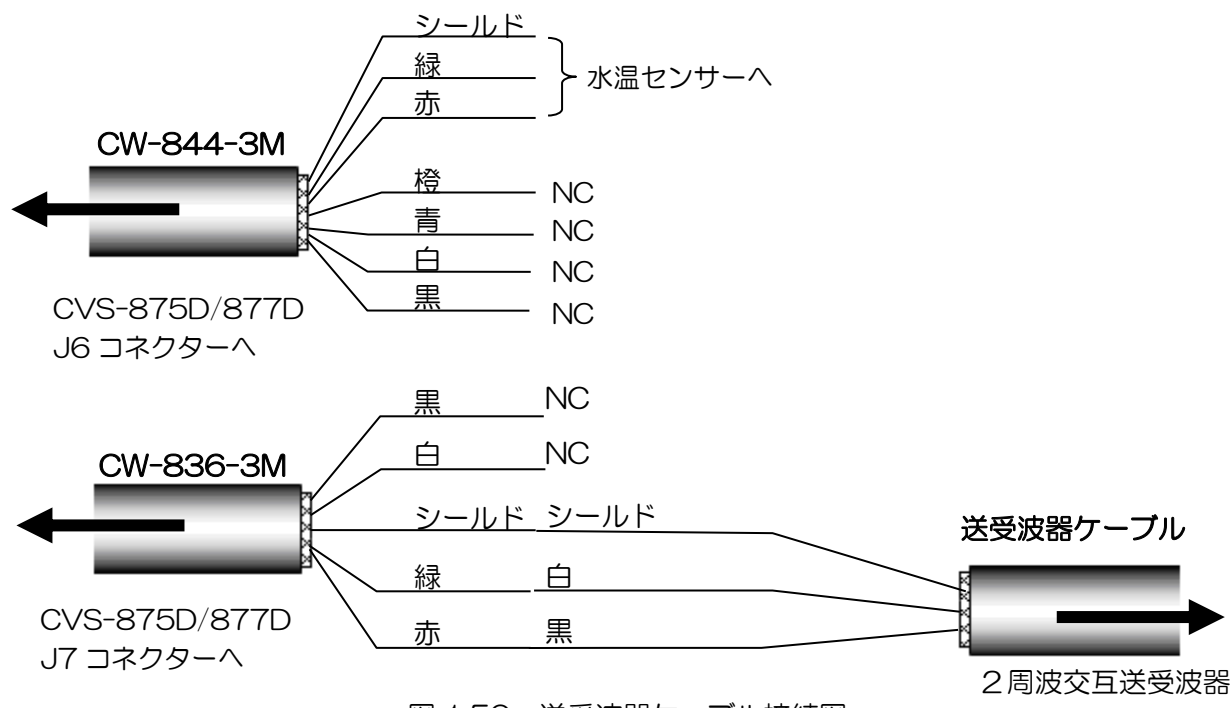 シールド
緑
水温センサーへ
赤
CW-844-3M
橙 NC
青 NC
白 NC
黒 NC
CVS-875D/877D
J6 コネクターへ
黒 NC
白 NC
CW-836-3M
シールド シールド
送受波器ケーブル
緑 白
赤 黒
CVS-875D/877D
J7 コネクターへ
2周波交互送受波器